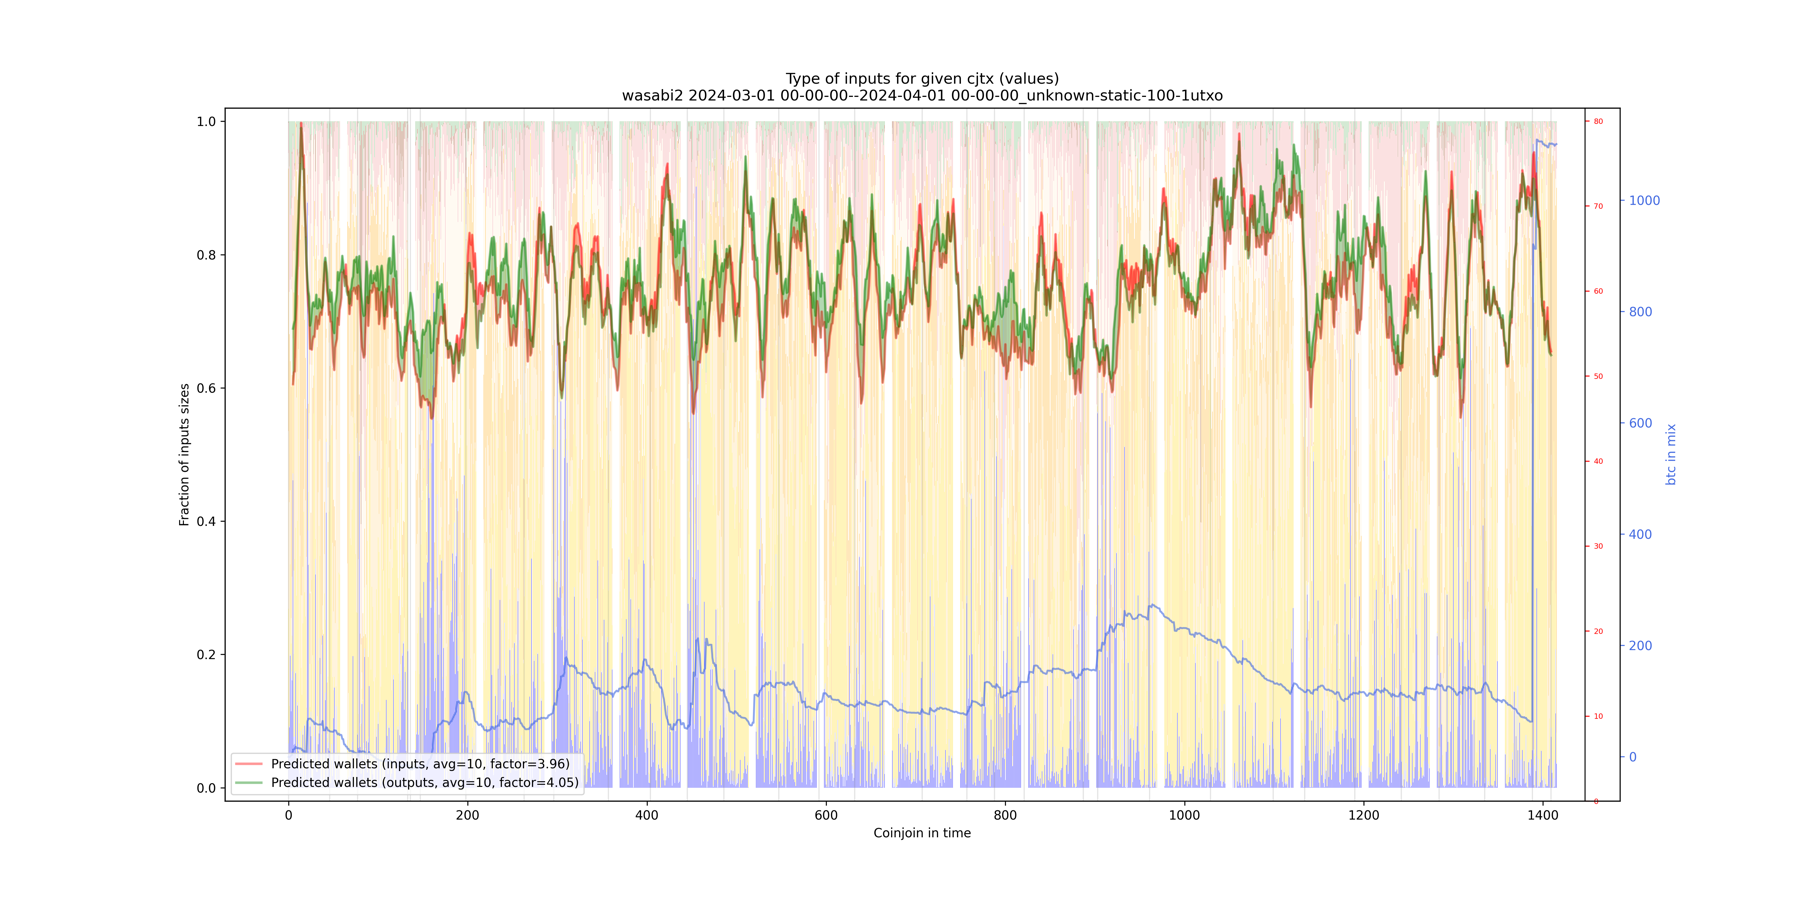 Type of inputs for given cjtx (values)
wasabi2 2024-03-01 00-00-00--2024-04-01 00-00-00_unknown-static-100-1utxo
Fraction of inputs sizes
1.0
0.8
0.6
0.4
0.2
0.0
Predicted wallets (inputs, avg=10, factor=3.96)
Predicted wallets (outputs, avg=10, factor=4.05)
0 200 400 600 800 1000 1200 1400
Coinjoin in time
80
70
60
50
40
30
20
10
0
1000
800
600
400
200
0
btc in mix